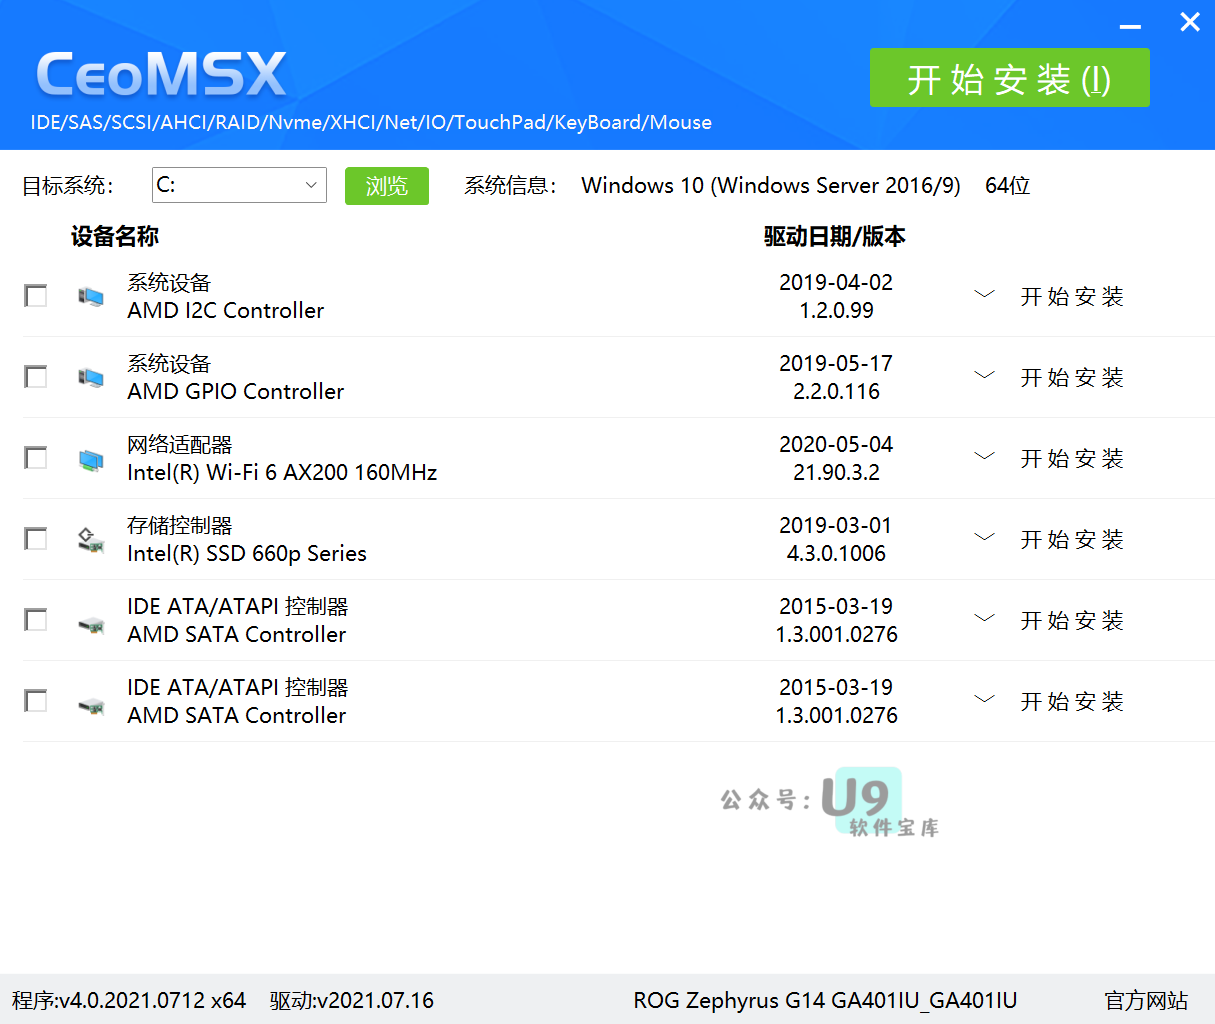 CEOMSX
开 始 安 装 (I)
IDE/SAS/SCSI/AHCI/RAID/Nvme/XHCI/Net/IO/TouchPad/KeyBoard/Mouse
目标系统： C: 浏览 系统信息： Windows 10 (Windows Server 2016/9) 64位
设备名称 驱动日期/版本
系统设备 2019-04-02
AMD I2C Controller 1.2.0.99 开 始 安 装
系统设备 2019-05-17
AMD GPIO Controller 2.2.0.116 开 始 安 装
网络适配器 2020-05-04
Intel(R) Wi-Fi 6 AX200 160MHz 21.90.3.2 开 始 安 装
存储控制器 2019-03-01
Intel(R) SSD 660p Series 4.3.0.1006 开 始 安 装
IDE ATA/ATAPI 控制器 2015-03-19
AMD SATA Controller 1.3.001.0276 开 始 安 装
IDE ATA/ATAPI 控制器 2015-03-19
AMD SATA Controller 1.3.001.0276 开 始 安 装
公众号: U9
软件宝库
程序:v4.0.2021.0712 x64 驱动:v2021.07.16 ROG Zephyrus G14 GA401IU_GA401IU 官方网站